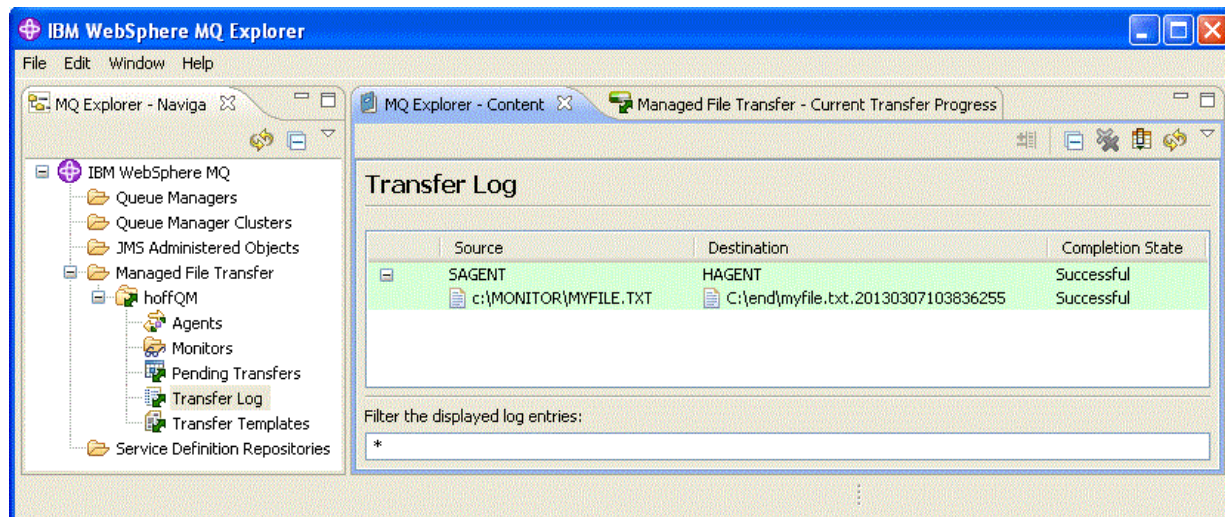 IBM WebSphere MQ Explorer
File Edit Window Help
MQ Explorer - Naviga
IBM WebSphere MQ
Queue Managers
Queue Manager Clusters
JMS Administered Objects
Managed File Transfer
hoffQM
Agents
Monitors
Pending Transfers
Transfer Log
Transfer Templates
Service Definition Repositories
MQ Explorer - Content Managed File Transfer - Current Transfer Progress
Transfer Log
Source Destination Completion State
SAGENT HAGENT Successful
c:\MONITOR\MYFILE.TXT C:\end\myfile.txt.20130307103836255 Successful
Filter the displayed log entries:
*